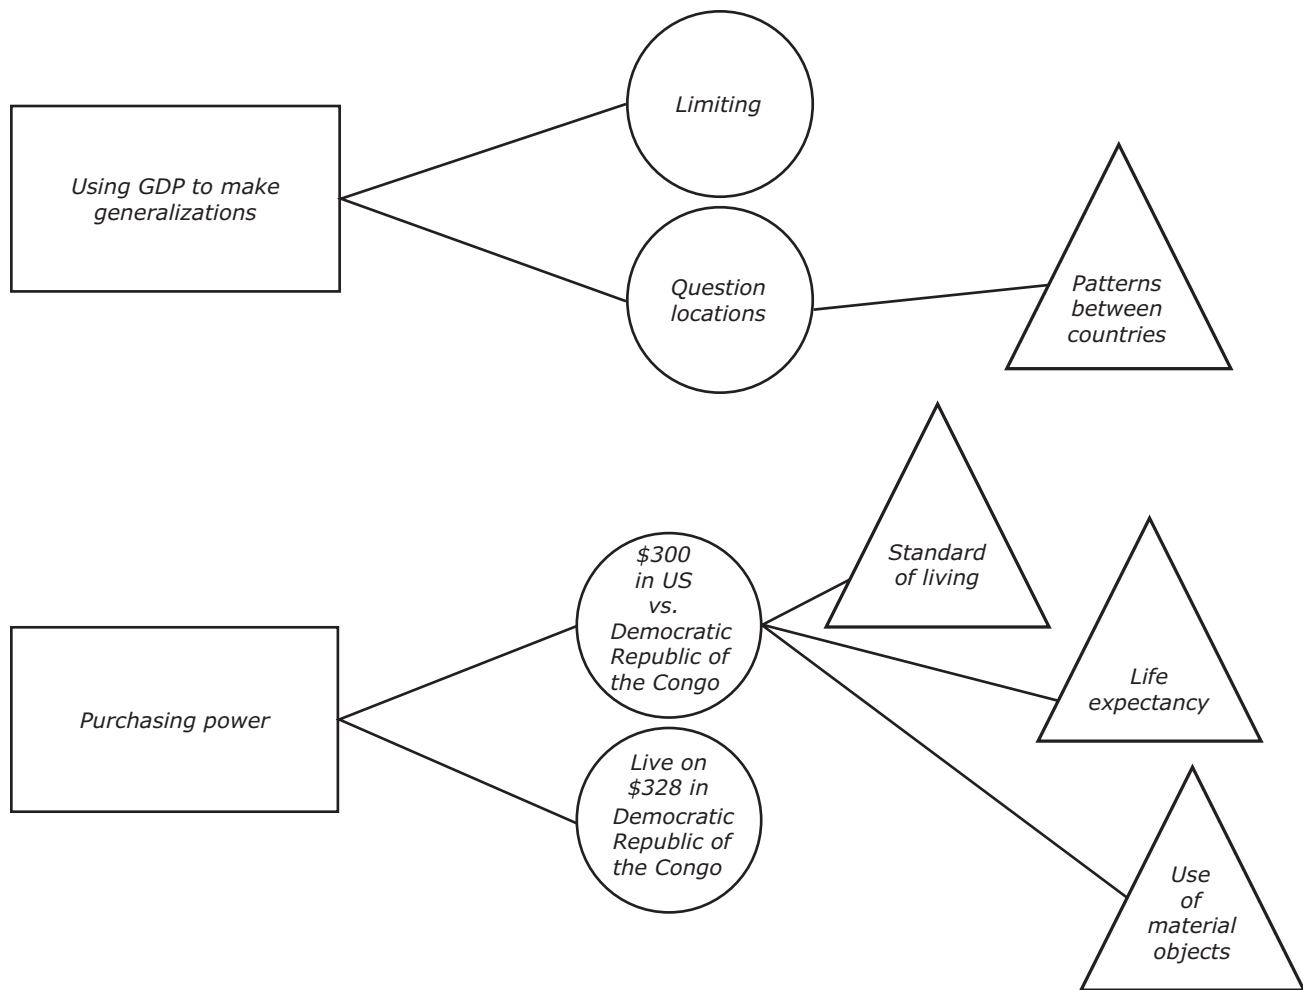 Limiting
Using GDP to make
generalizations
Question
locations
Patterns
between
countries
$300
in US
vs.
Democratic
Republic of
the Congo
Standard
of living
Life
expectancy
Purchasing power
Live on
$328 in
Democratic
Republic of
the Congo
Use
of
material
objects